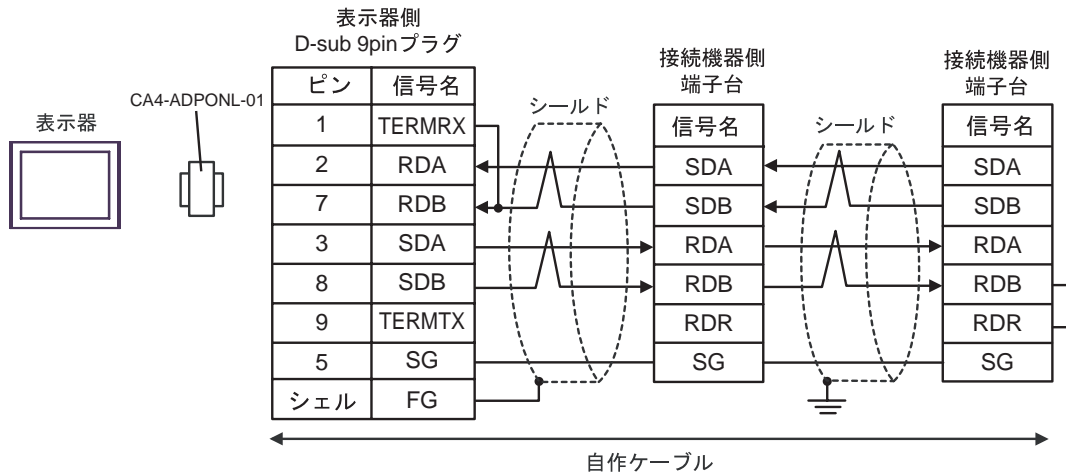 表示器側
D-sub 9pinプラグ
接続機器側
端子台
接続機器側
端子台
CA4-ADPONL-01
表示器
シールド
シールド
ピン 信号名
1 TERMRX
2 RDA
7 RDB
3 SDA
8 SDB
9 TERMTX
5 SG
シェル FG
信号名
SDA
SDB
RDA
RDB
RDR
SG
信号名
SDA
SDB
RDA
RDB
RDR
SG
自作ケーブル